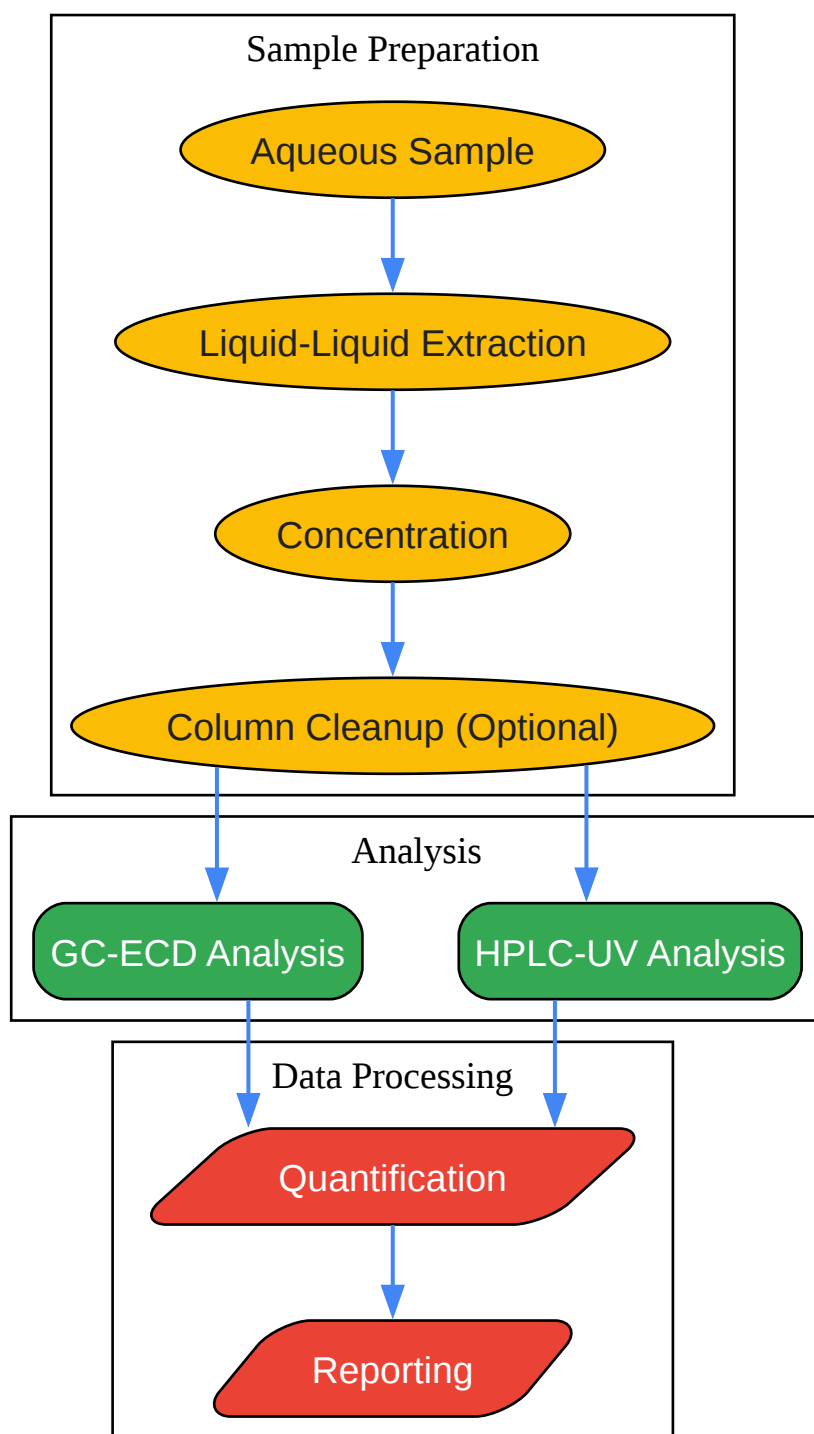 Sample Preparation
Aqueous Sample
Liquid-Liquid Extraction
Concentration
Column Cleanup (Optional)
Analysis
GC-ECD Analysis
HPLC-UV Analysis
Data Processing
Quantification
Reporting